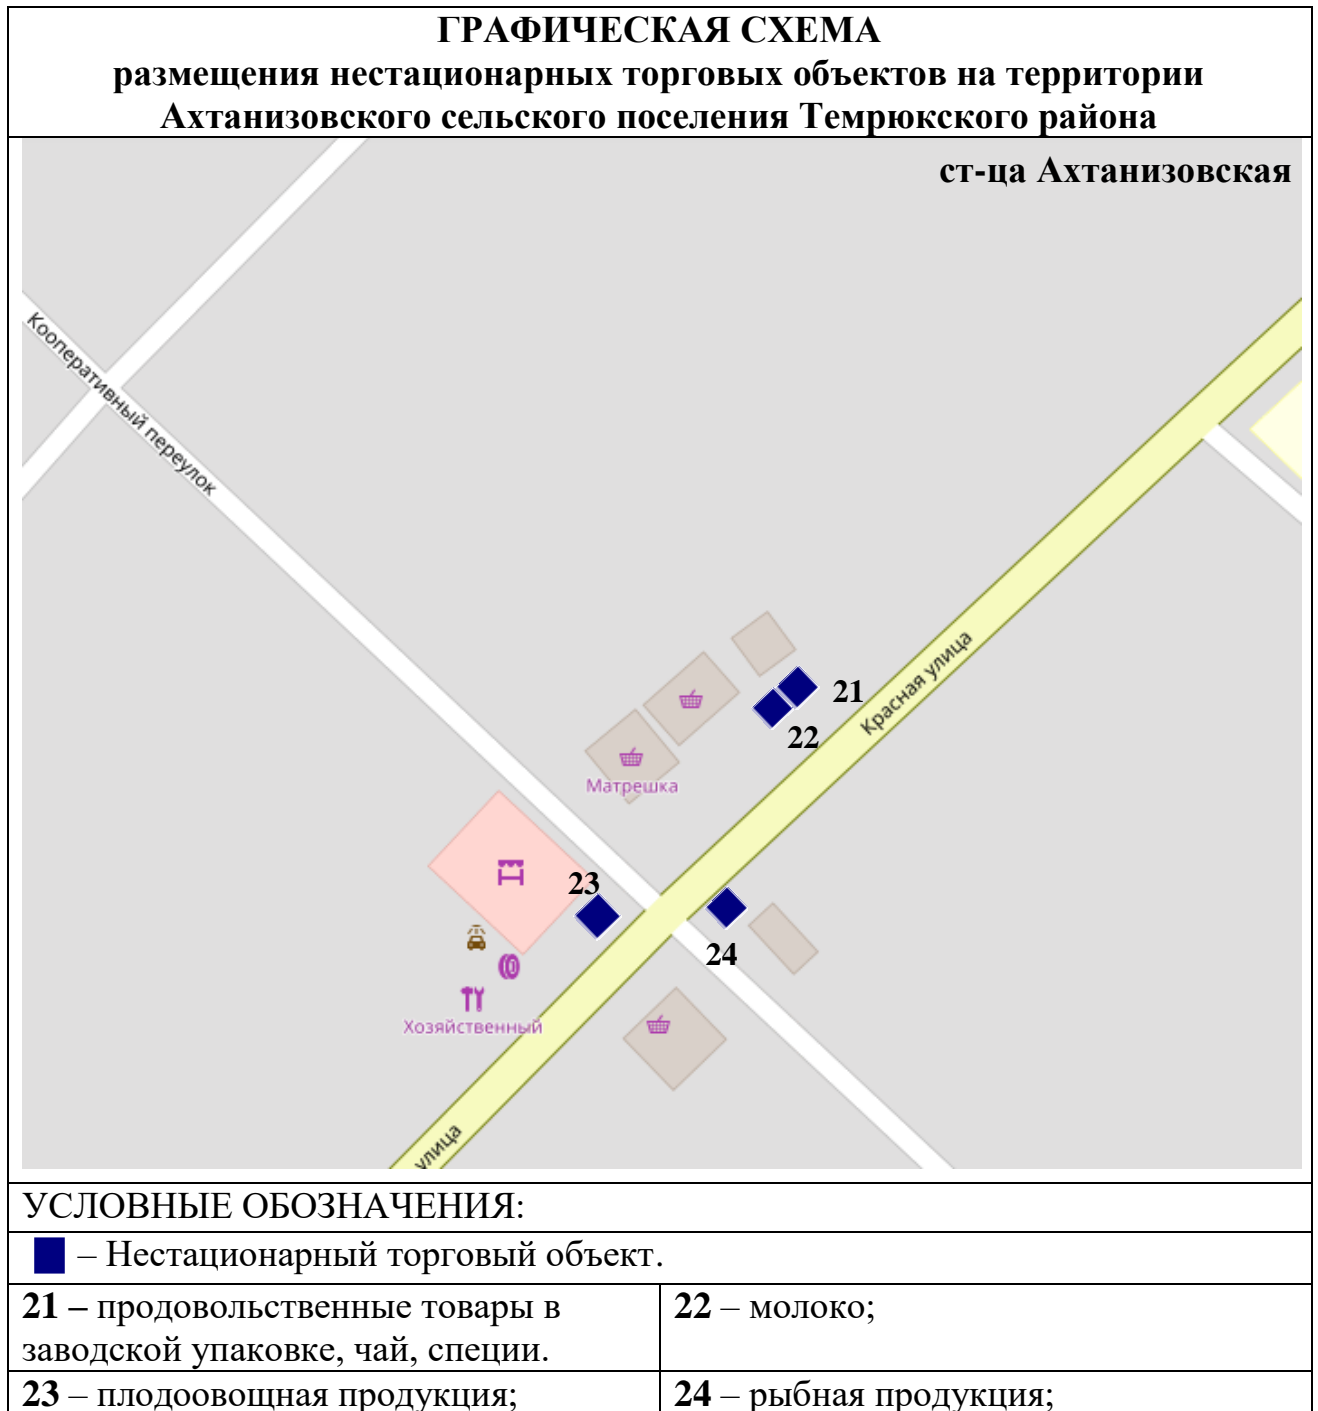 ГРАФИЧЕСКАЯ СХЕМА
размещения нестационарных торговых объектов на территории
Ахтанизовского сельского поселения Темрюкского района
ст-ца Ахтанизовская
Кооперативный переулок
Красная улица
21
22
Матрешка
23
24
Хозяйственный
улица
УСЛОВНЫЕ ОБОЗНАЧЕНИЯ:
– Нестационарный торговый объект.
21 – продовольственные товары в
заводской упаковке, чай, специи.
22 – молоко;
23 – плодоовощная продукция;
24 – рыбная продукция;